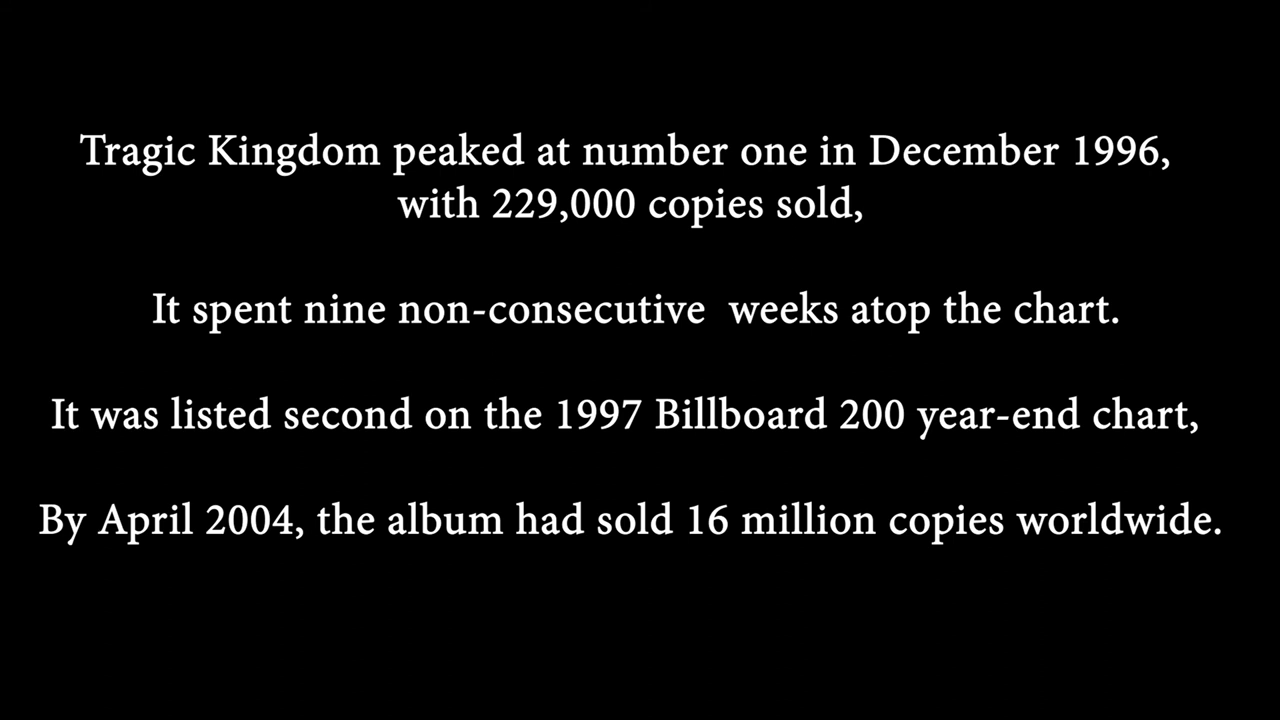 Tragic Kingdom peaked at number one in December 1996,
with 229,000 copies sold,
It spent nine non-consecutive  weeks atop the chart.
It was listed second on the 1997 Billboard 200 year-end chart,
By April 2004, the album had sold 16 million copies worldwide.